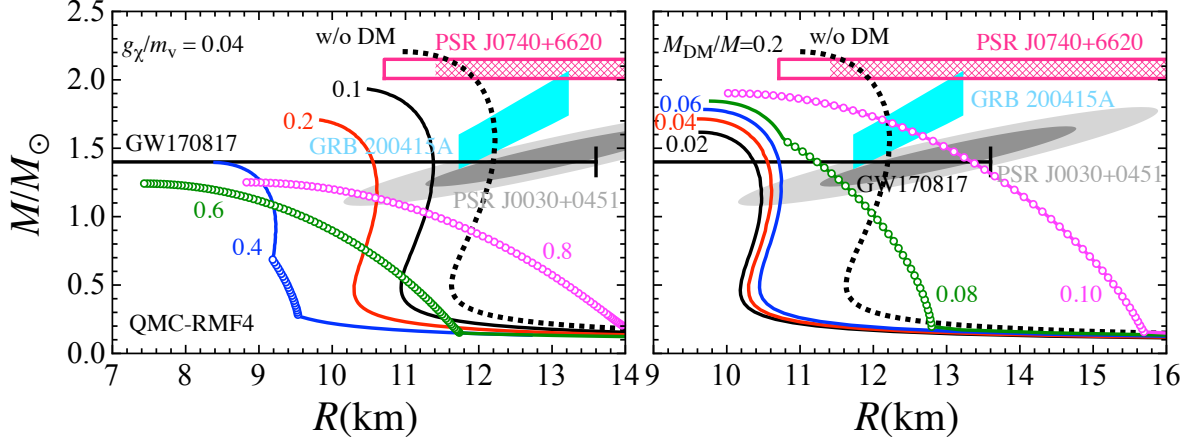 g_χ/m_v = 0.04
w/o DM
PSR J0740+6620
0.1
0.2
GRB 200415A
GW170817
PSR J0030+0451
0.6
0.4
0.8
QMC-RMF4
2.5
2.0
1.5
1.0
0.5
0.0
M/M⊙
7 8 9 10 11 12 13 14
R(km)
w/o DM
PSR J0740+6620
M_DM/M=0.2
0.06
GRB 200415A
0.04
0.02
GW170817
PSR J0030+0451
0.08
0.10
9 10 11 12 13 14 15 16
R(km)